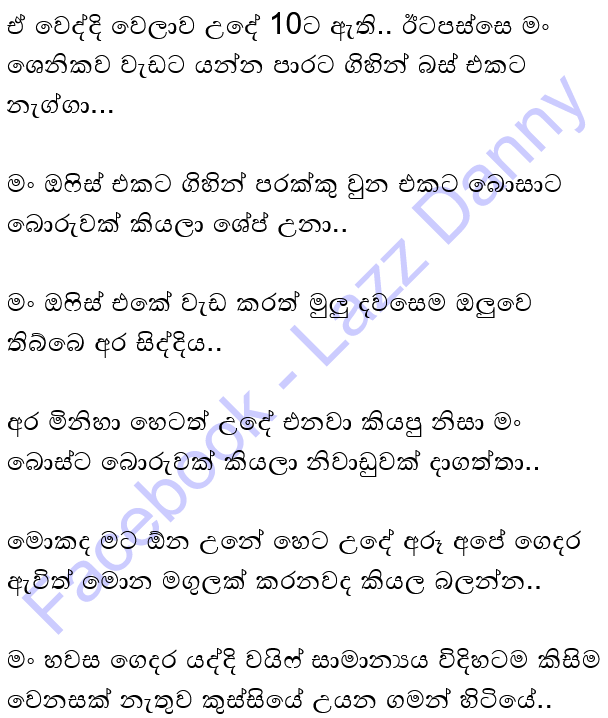 ඒ වෙද්දි වෙලාව උදේ 10ට ඇති.. ඊටපස්සෙ මං
ශෙනිකව වැඩට යන්න පාරට ගිහින් බස් එකට
නැග්ගා...
මං ඔෆිස් එකට ගිහින් පරක්කු වුන එකට බොසාට
බොරුවක් කියලා ශේප් උනා..
මං ඔෆිස් එකේ වැඩ කරත් මුලු දවසෙම ඔලුවෙ
තිබ්බෙ අර සිද්දිය..
අර මිනිහා හෙටත් උදේ එනවා කියපු නිසා මං
බොස්ට බොරුවක් කියලා නිවාඩුවක් දාගත්තා..
මොකද මට ඕන උනේ හෙට උදේ අරූ අපේ ගෙදර
ඇවිත් මොන මගුලක් කරනවද කියල බලන්න..
මං හවස ගෙදර යද්දි වයිෆ් සාමාන්‍යය විදිහටම කිසිම
වෙනසක් නැතුව කුස්සියේ උයන ගමන් හිටියේ..
Facebook - Lazz Danny